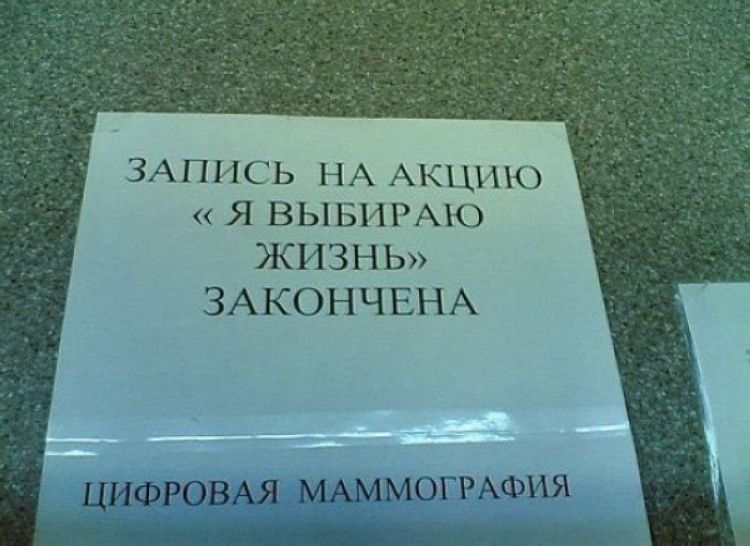 ЗАПИСЬ НА АКЦИЮ
« Я ВЫБИРАЮ
ЖИЗНЬ»
ЗАКОНЧЕНА
ЦИФРОВАЯ МАММОГРАФИЯ